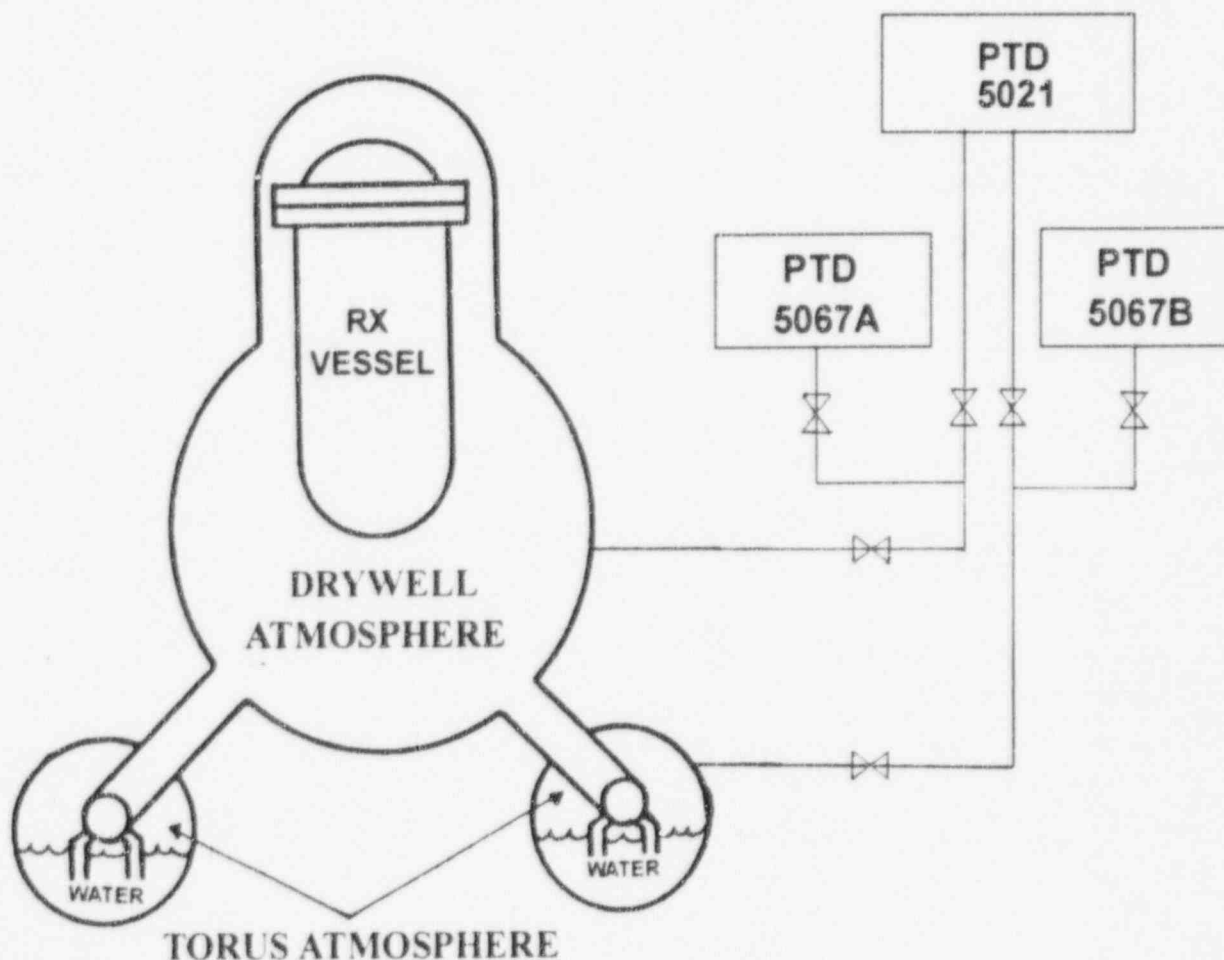 PTD
5021
PTD
5067A
PTD
5067B
RX
VESSEL
DRYWELL
ATMOSPHERE
WATER
WATER
TORUS ATMOSPHERE